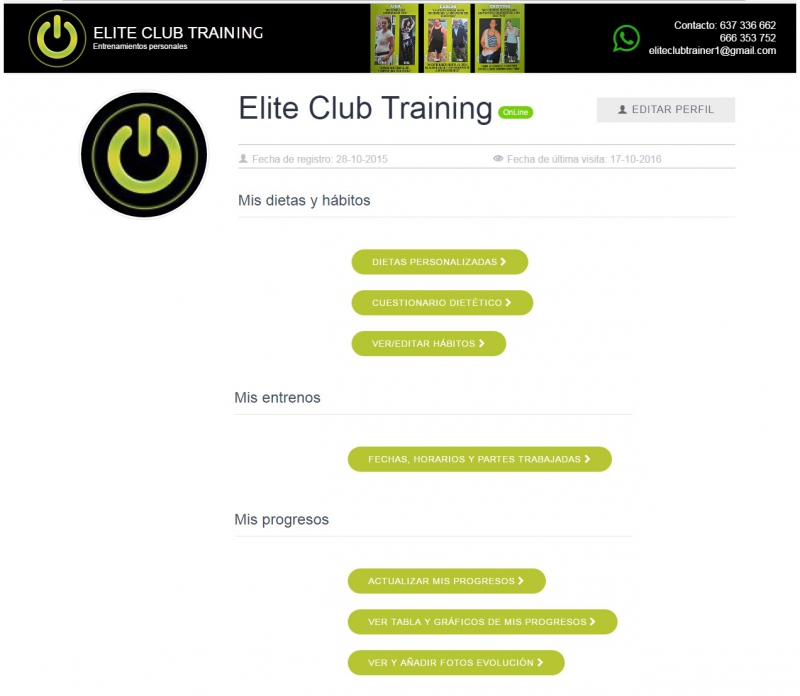 ELITE CLUB TRAINING
Entrenamientos personales
Contacto: 637 336 662
666 353 752
eliteclubtrainer1@gmail.com
Elite Club Training OnLine
EDITAR PERFIL
Fecha de registro: 28-10-2015
Fecha de última visita: 17-10-2016
Mis dietas y hábitos
DIETAS PERSONALIZADAS
CUESTIONARIO DIETÉTICO
VER/EDITAR HÁBITOS
Mis entrenos
FECHAS, HORARIOS Y PARTES TRABAJADAS
Mis progresos
ACTUALIZAR MIS PROGRESOS
VER TABLA Y GRÁFICOS DE MIS PROGRESOS
VER Y AÑADIR FOTOS EVOLUCIÓN